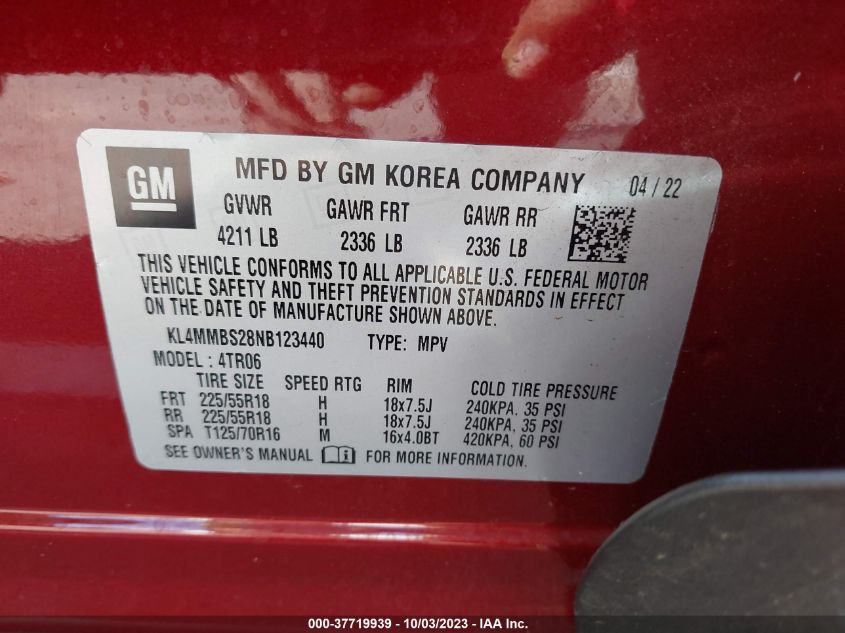 GM MFD BY GM KOREA COMPANY 04 / 22
GVWR GAWR FRT GAWR RR
4211 LB 2336 LB 2336 LB
THIS VEHICLE CONFORMS TO ALL APPLICABLE U.S. FEDERAL MOTOR
VEHICLE SAFETY AND THEFT PREVENTION STANDARDS IN EFFECT
ON THE DATE OF MANUFACTURE SHOWN ABOVE.
KL4MMBS28NB123440 TYPE: MPV
MODEL : 4TR06
TIRE SIZE SPEED RTG RIM COLD TIRE PRESSURE
FRT 225/55R18 H 18x7.5J 240KPA, 35 PSI
RR 225/55R18 H 18x7.5J 240KPA, 35 PSI
SPA T125/70R16 M 16x4.0BT 420KPA, 60 PSI
SEE OWNER'S MANUAL FOR MORE INFORMATION.
000-37719939 - 10/03/2023 - IAA Inc.